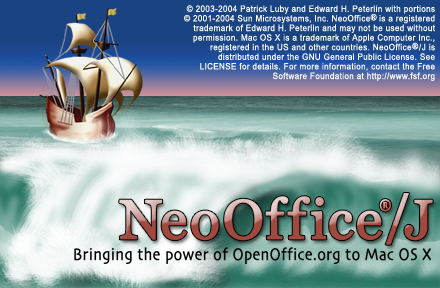 © 2003-2004 Patrick Luby and Edward H. Peterlin with portions
© 2001-2004 Sun Microsystems, Inc. NeoOffice® is a registered
trademark of Edward H. Peterlin and may not be used without
permission. Mac OS X is a trademark of Apple Computer Inc.,
registered in the US and other countries. NeoOffice®/J is
distributed under the GNU General Public License. See
LICENSE for details. For more information, contact the Free
Software Foundation at http://www.fsf.org
NeoOffice®/J
Bringing the power of OpenOffice.org to Mac OS X